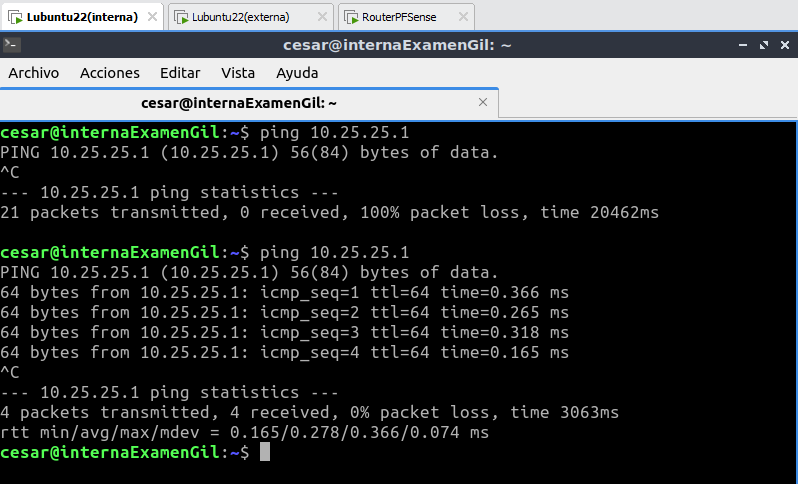 Lubuntu22(interna)
Lubuntu22(externa)
RouterPFSense
cesar@internaExamenGil: ~
Archivo Acciones Editar Vista Ayuda
cesar@internaExamenGil: ~
cesar@internaExamenGil:~$ ping 10.25.25.1
PING 10.25.25.1 (10.25.25.1) 56(84) bytes of data.
^C
--- 10.25.25.1 ping statistics ---
21 packets transmitted, 0 received, 100% packet loss, time 20462ms

cesar@internaExamenGil:~$ ping 10.25.25.1
PING 10.25.25.1 (10.25.25.1) 56(84) bytes of data.
64 bytes from 10.25.25.1: icmp_seq=1 ttl=64 time=0.366 ms
64 bytes from 10.25.25.1: icmp_seq=2 ttl=64 time=0.265 ms
64 bytes from 10.25.25.1: icmp_seq=3 ttl=64 time=0.318 ms
64 bytes from 10.25.25.1: icmp_seq=4 ttl=64 time=0.165 ms
^C
--- 10.25.25.1 ping statistics ---
4 packets transmitted, 4 received, 0% packet loss, time 3063ms
rtt min/avg/max/mdev = 0.165/0.278/0.366/0.074 ms
cesar@internaExamenGil:~$